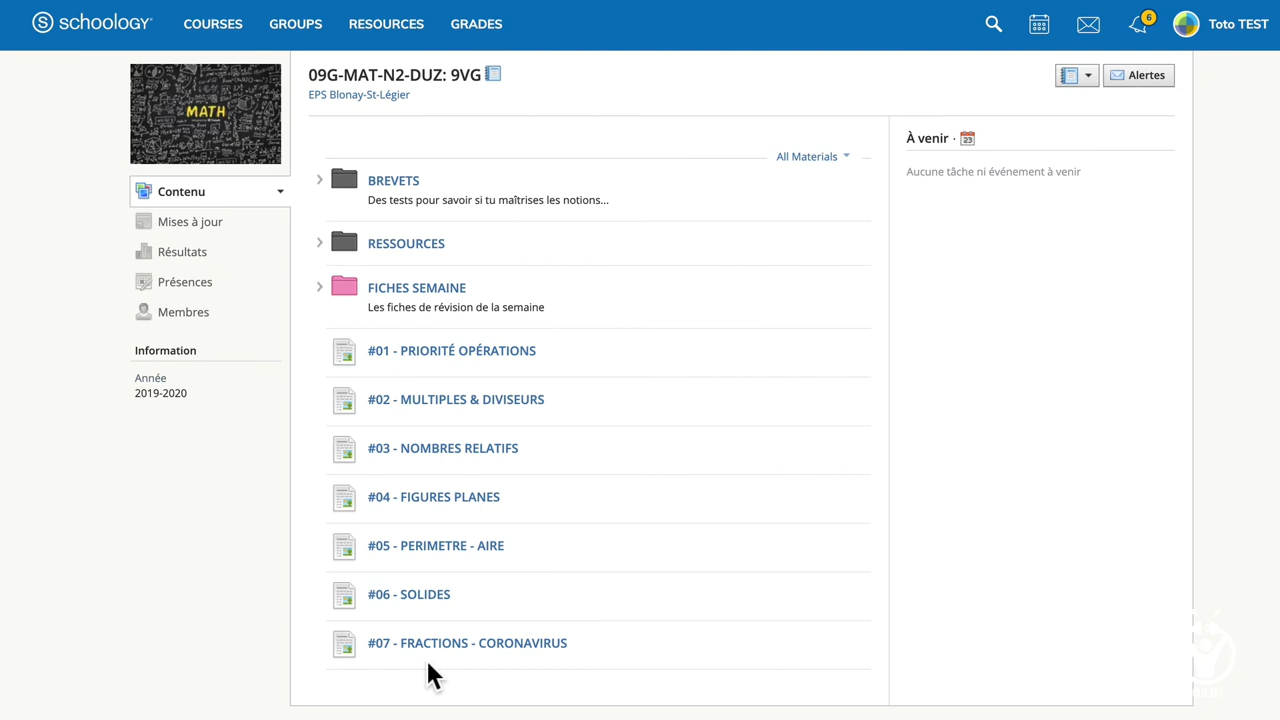 schoology
COURSES
GROUPS
RESOURCES
GRADES
6
Toto TEST
MATH
09G-MAT-N2-DUZ: 9VG
EPS Blonay-St-Légier
Alertes
Contenu
Mises à jour
Résultats
Présences
Membres
Information
Année
2019-2020
All Materials
BREVETS
Des tests pour savoir si tu maîtrises les notions...
RESSOURCES
FICHES SEMAINE
Les fiches de révision de la semaine
#01 - PRIORITÉ OPÉRATIONS
#02 - MULTIPLES & DIVISEURS
#03 - NOMBRES RELATIFS
#04 - FIGURES PLANES
#05 - PERIMETRE - AIRE
#06 - SOLIDES
#07 - FRACTIONS - CORONAVIRUS
À venir ·
23
Aucune tâche ni événement à venir